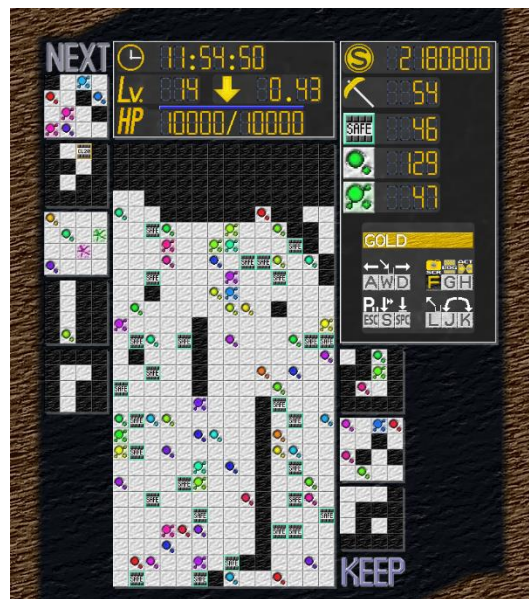 NEXT
11:54:50
Lv. 14 0.43
HP 10000/10000
S 2180800
54
SAFE 46
129
47
GOLD
A W D F G H
ESC S SPC L J K
KEEP